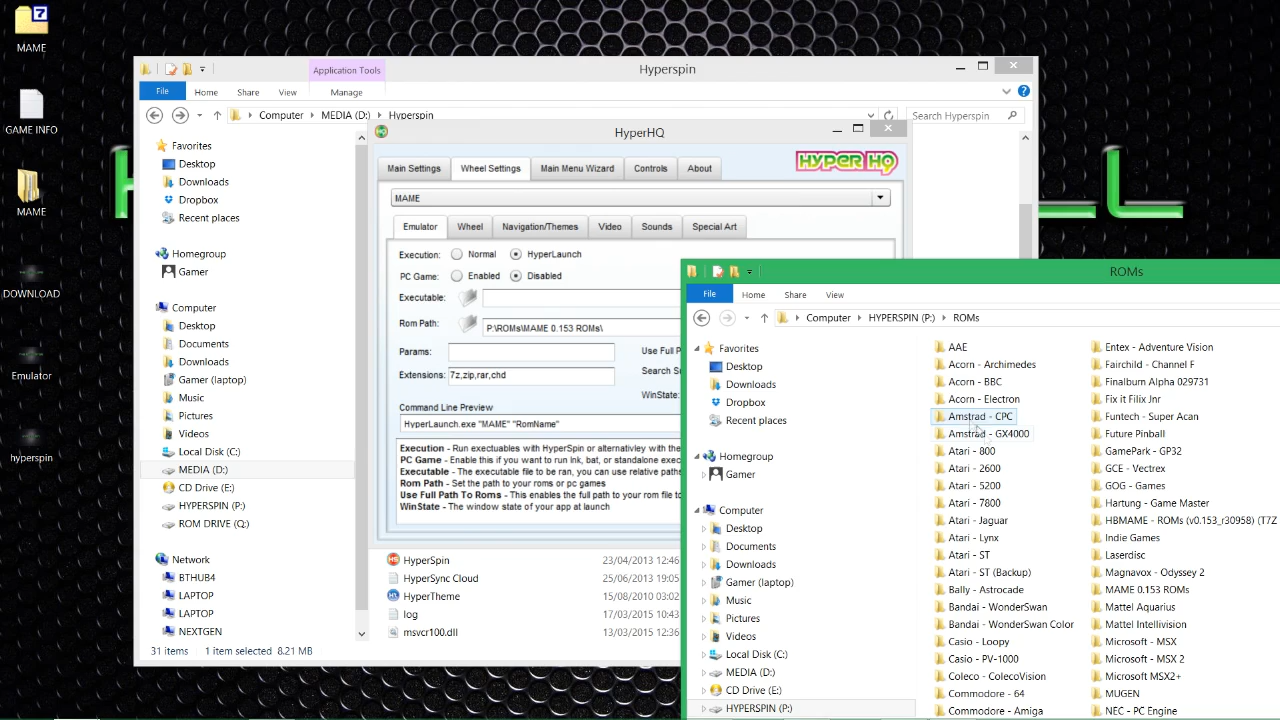 MAME
GAME INFO
MAME
DOWNLOAD
Emulator
hyperspin
Application Tools
Hyperspin
File
Home
Share
View
Manage
Computer
MEDIA (D:)
Hyperspin
Search Hyperspin
Favorites
Desktop
Downloads
Dropbox
Recent places
Homegroup
Gamer
Computer
Desktop
Documents
Downloads
Gamer (laptop)
Music
Pictures
Videos
Local Disk (C:)
MEDIA (D:)
CD Drive (E:)
HYPERSPIN (P:)
ROM DRIVE (Q:)
Network
BTHUB4
LAPTOP
LAPTOP
NEXTGEN
31 items 1 item selected 8.21 MB
HyperHQ
Main Settings
Wheel Settings
Main Menu Wizard
Controls
About
HYPER HQ
MAME
Emulator
Wheel
Navigation/Themes
Video
Sounds
Special Art
Execution: Normal HyperLaunch
PC Game: Enabled Disabled
Executable:
Rom Path: P:\ROMs\MAME 0.153 ROMs\
Params: Use Full P
Extensions: 7z,zip,rar,chd Search Su
WinState:
Command Line Preview
HyperLaunch.exe "MAME" "RomName"
Execution - Run exectuables with HyperSpin or alternativley with the
PC Game - Enable this if you want to run lnk, bat, or standalone exec
Executable - The executable file to be ran, you can use relative paths
Rom Path - Set the path to your roms or pc games
Use Full Path To Roms - This enables the full path to your rom file to
WinState - The window state of your app at launch
HyperSpin 23/04/2013 12:46
HyperSync Cloud 25/06/2013 19:05
HyperTheme 15/08/2010 03:02
log 17/03/2015 10:43
msvcr100.dll 13/03/2015 12:36
ROMs
File
Home
Share
View
Computer
HYPERSPIN (P:)
ROMs
Favorites
Desktop
Downloads
Dropbox
Recent places
Homegroup
Gamer
Computer
Desktop
Documents
Downloads
Gamer (laptop)
Music
Pictures
Videos
Local Disk (C:)
MEDIA (D:)
CD Drive (E:)
HYPERSPIN (P:)
AAE
Acorn - Archimedes
Acorn - BBC
Acorn - Electron
Amstrad - CPC
Amstrad - GX4000
Atari - 800
Atari - 2600
Atari - 5200
Atari - 7800
Atari - Jaguar
Atari - Lynx
Atari - ST
Atari - ST (Backup)
Bally - Astrocade
Bandai - WonderSwan
Bandai - WonderSwan Color
Casio - Loopy
Casio - PV-1000
Coleco - ColecoVision
Commodore - 64
Commodore - Amiga
Entex - Adventure Vision
Fairchild - Channel F
Finalburn Alpha 029731
Fix it Filix Jnr
Funtech - Super Acan
Future Pinball
GamePark - GP32
GCE - Vectrex
GOG - Games
Hartung - Game Master
HBMAME - ROMs (v0.153_r30958) (T7Z
Indie Games
Laserdisc
Magnavox - Odyssey 2
MAME 0.153 ROMs
Mattel Aquarius
Mattel Intellivision
Microsoft - MSX
Microsoft - MSX 2
Microsoft MSX2+
MUGEN
NEC - PC Engine